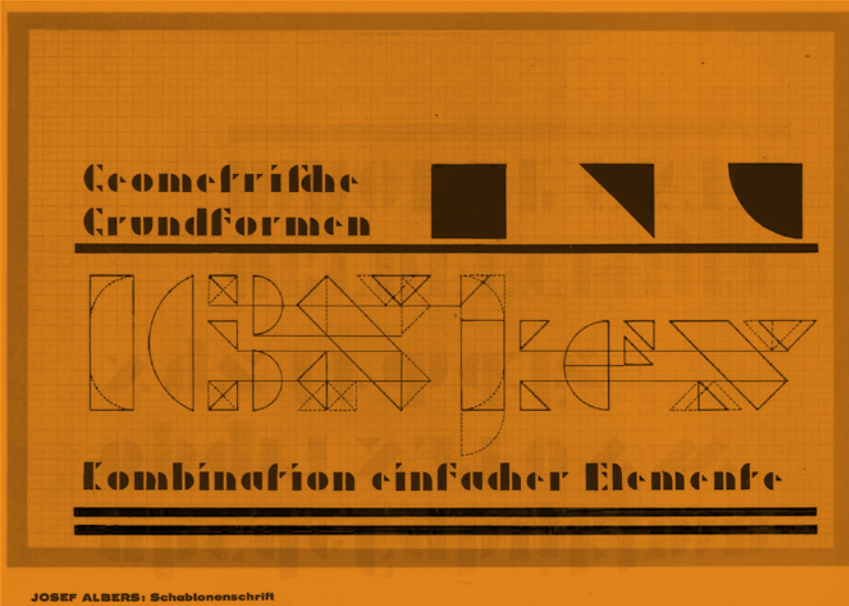 Geometriſche
Grundformen
Kombination einfacher Elemente
JOSEF ALBERS: Schablonenschrift